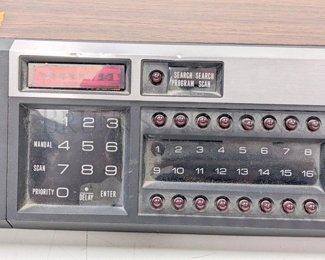 SEARCH SEARCH
PROGRAM SCAN
1 2 3
MANUAL 4 5 6
SCAN 7 8 9
PRIORITY 0 DELAY ENTER
1 2 3 4 5 6 7 8
9 10 11 12 13 14 15 16